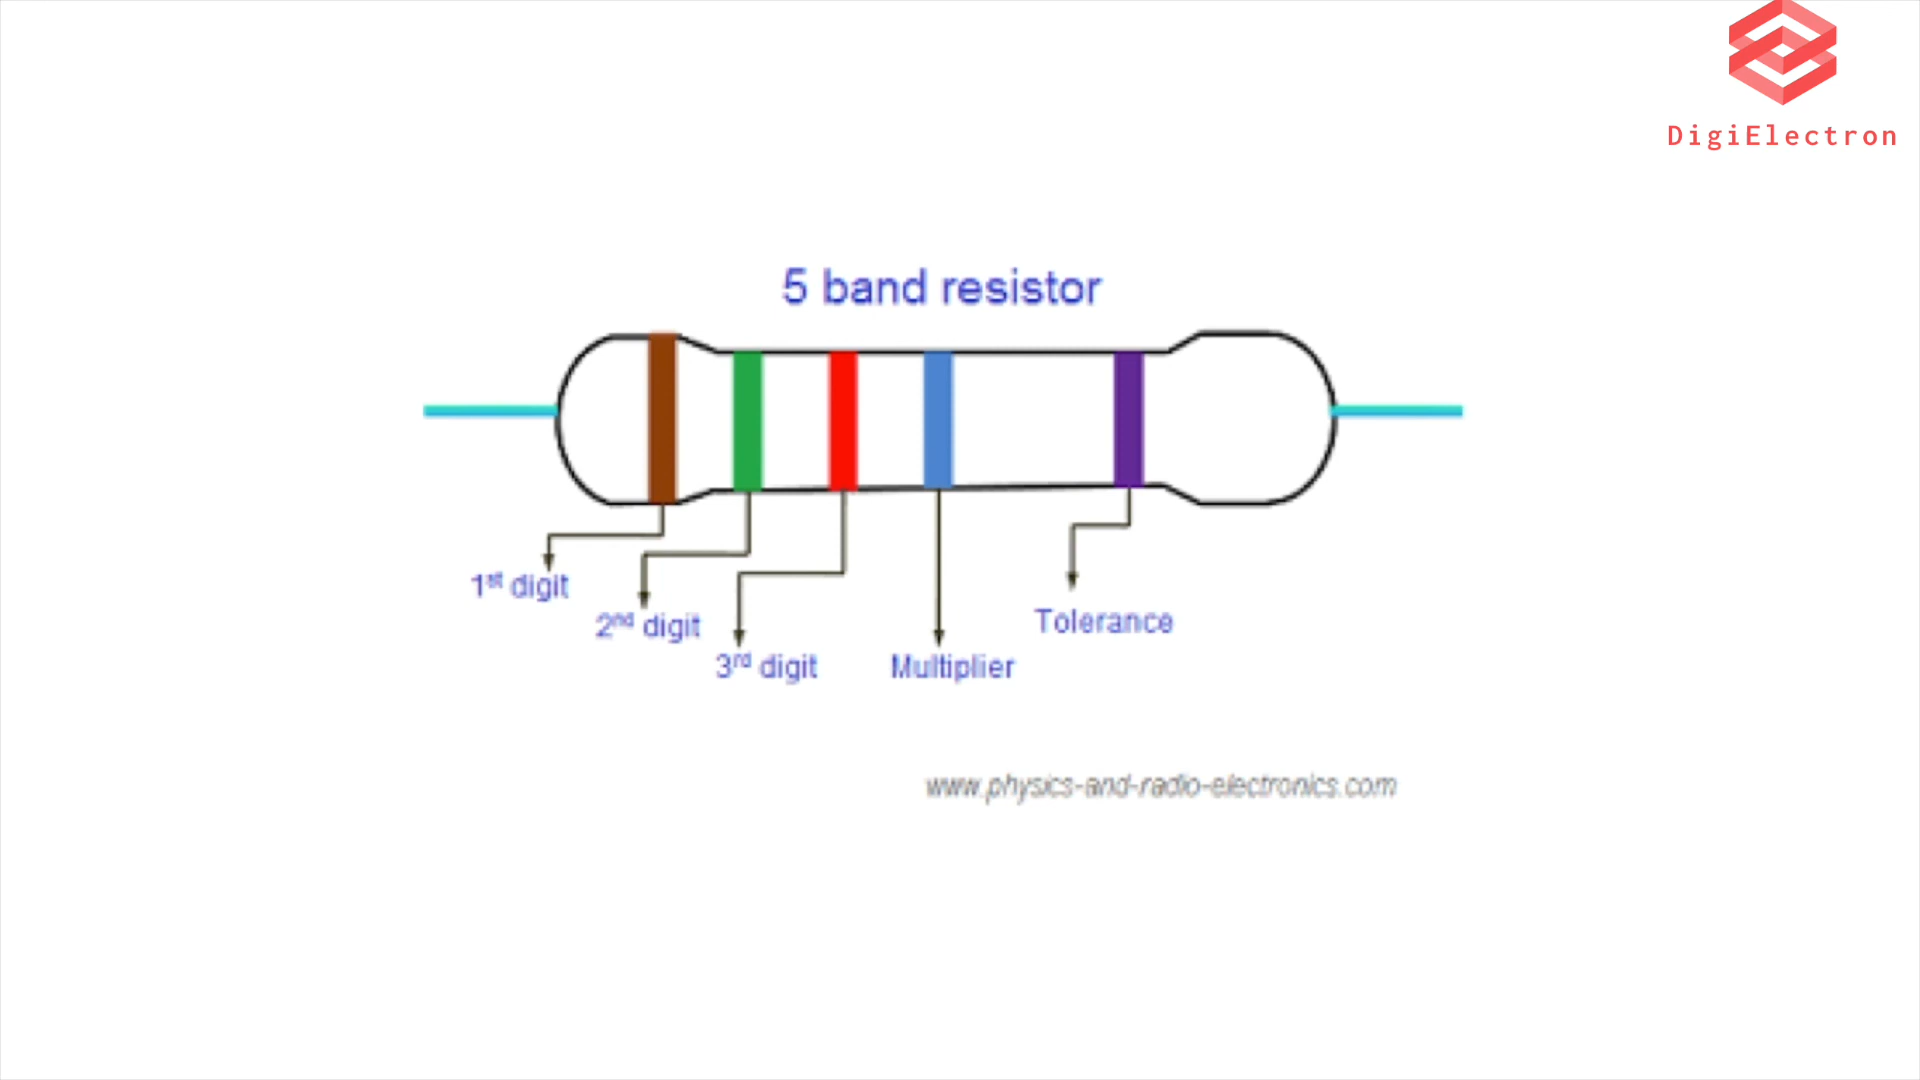 DigiElectron
5 band resistor
1st digit
2nd digit
3rd digit
Multiplier
Tolerance
www.physics-and-radio-electronics.com